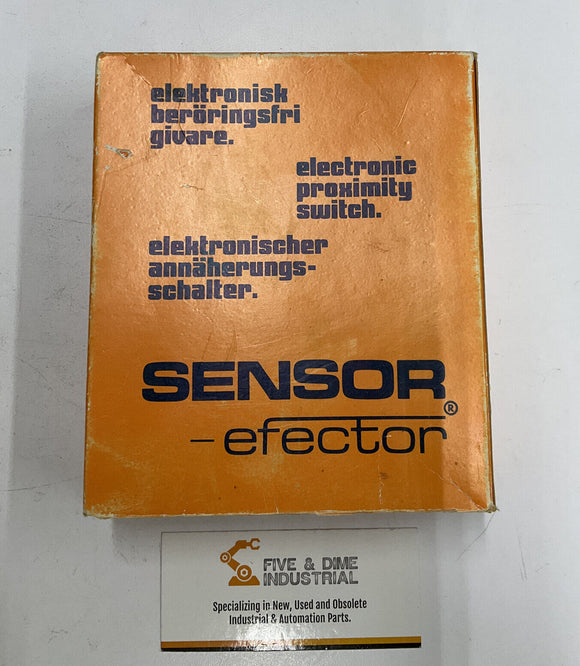 elektronisk
beröringsfri
givare.
electronic
proximity
switch.
elektronischer
annäherungs-
schalter.
SENSOR
®
-efector
FIVE & DIME
INDUSTRIAL
Specializing in New, Used and Obsolete
Industrial & Automation Parts.